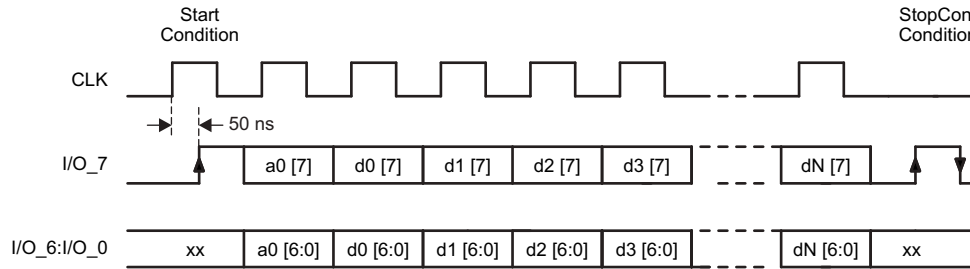 Start
Condition
StopCon
Condition
CLK
50 ns
I/O_7
a0 [7] d0 [7] d1 [7] d2 [7] d3 [7] dN [7]
I/O_6:I/O_0
xx a0 [6:0] d0 [6:0] d1 [6:0] d2 [6:0] d3 [6:0] dN [6:0] xx